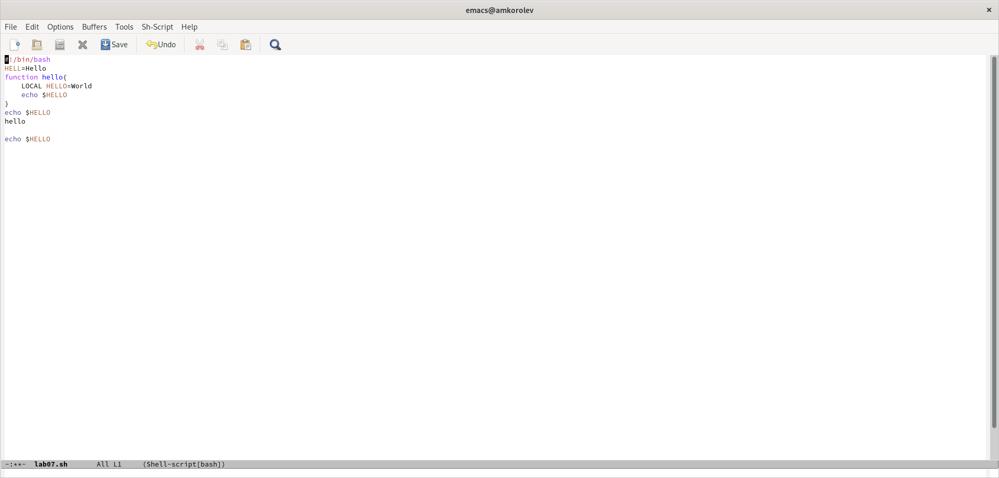 emacs@amkorolev
File Edit Options Buffers Tools Sh-Script Help
Save Undo
#!/bin/bash
HELL=Hello
function hello{
    LOCAL HELLO=World
    echo $HELLO
}
echo $HELLO
hello

echo $HELLO
-:**-  lab07.sh       All L1     (Shell-script[bash])